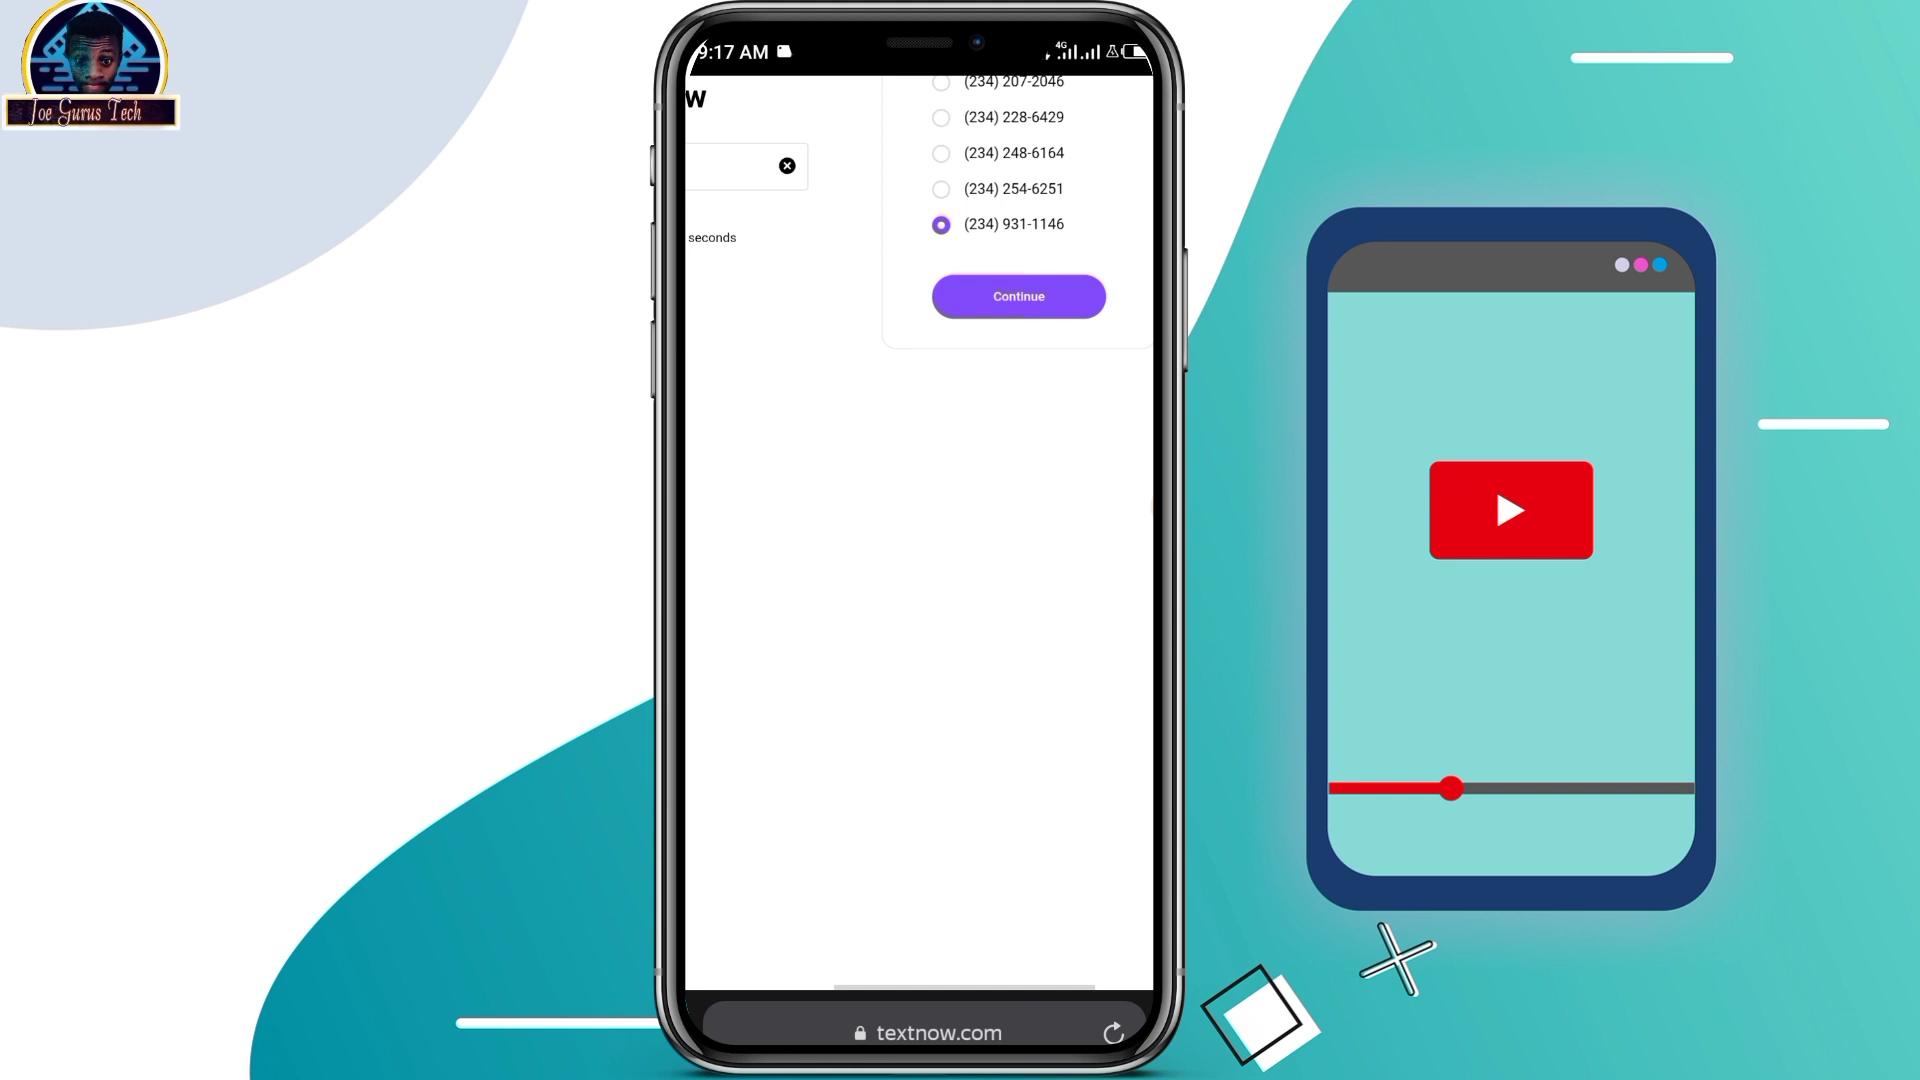 Joe Gurus Tech
9:17 AM
4G
W
(234) 207-2046
(234) 228-6429
(234) 248-6164
(234) 254-6251
(234) 931-1146
seconds
Continue
textnow.com